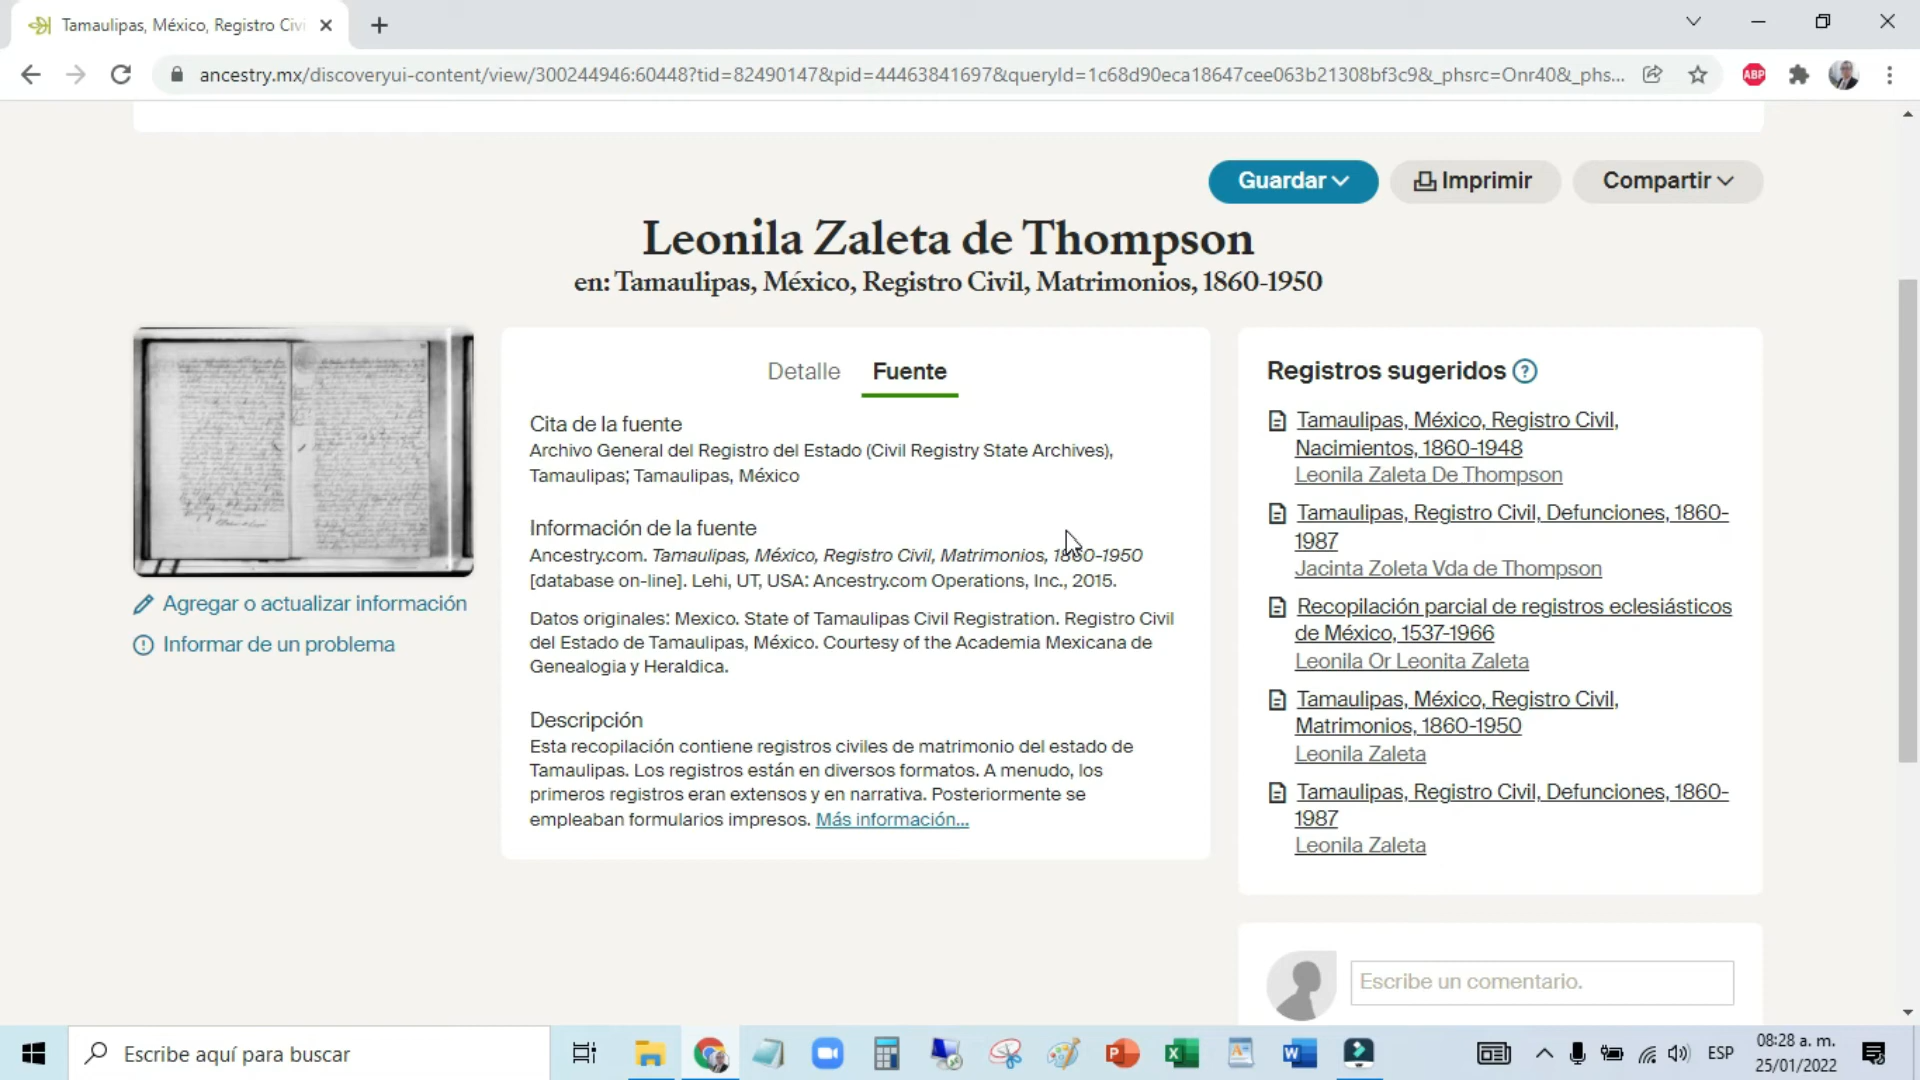 Tamaulipas, México, Registro Civi
ancestry.mx/discoveryui-content/view/300244946:60448?tid=82490147&pid=44463841697&queryId=1c68d90eca18647cee063b21308bf3c9&_phsrc=Onr40&_phs...
ABP
Guardar
Imprimir
Compartir
Leonila Zaleta de Thompson
en: Tamaulipas, México, Registro Civil, Matrimonios, 1860-1950
Detalle
Fuente
Cita de la fuente
Archivo General del Registro del Estado (Civil Registry State Archives),
Tamaulipas; Tamaulipas, México
Información de la fuente
Ancestry.com. Tamaulipas, México, Registro Civil, Matrimonios, 1860-1950
[database on-line]. Lehi, UT, USA: Ancestry.com Operations, Inc., 2015.
Datos originales: Mexico. State of Tamaulipas Civil Registration. Registro Civil
del Estado de Tamaulipas, México. Courtesy of the Academia Mexicana de
Genealogia y Heraldica.
Descripción
Esta recopilación contiene registros civiles de matrimonio del estado de
Tamaulipas. Los registros están en diversos formatos. A menudo, los
primeros registros eran extensos y en narrativa. Posteriormente se
empleaban formularios impresos. Más información...
Agregar o actualizar información
Informar de un problema
Registros sugeridos ?
Tamaulipas, México, Registro Civil,
Nacimientos, 1860-1948
Leonila Zaleta De Thompson
Tamaulipas, Registro Civil, Defunciones, 1860-
1987
Jacinta Zoleta Vda de Thompson
Recopilación parcial de registros eclesiásticos
de México, 1537-1966
Leonila Or Leonita Zaleta
Tamaulipas, México, Registro Civil,
Matrimonios, 1860-1950
Leonila Zaleta
Tamaulipas, Registro Civil, Defunciones, 1860-
1987
Leonila Zaleta
Escribe un comentario.
Escribe aquí para buscar
ESP
08:28 a. m.
25/01/2022